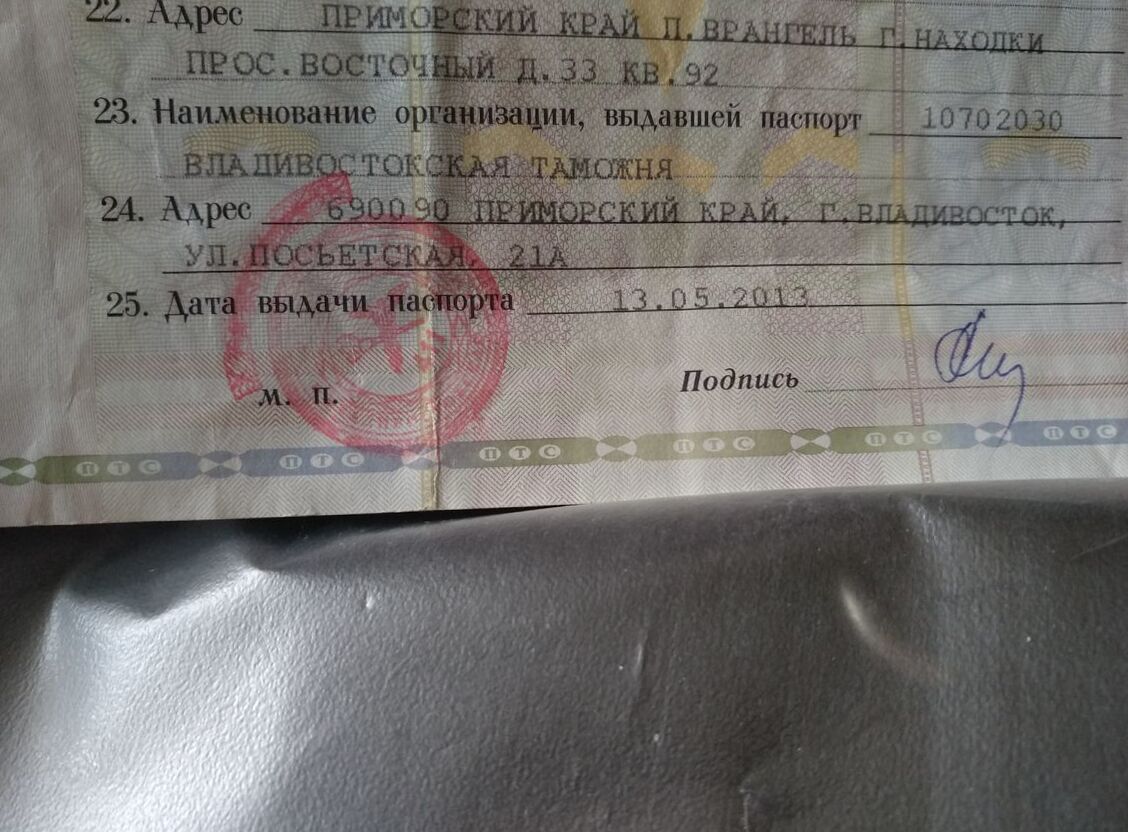 22. Адрес ПРИМОРСКИЙ КРАЙ П.ВРАНГЕЛЬ Г.НАХОДКИ
ПРОС.ВОСТОЧНЫЙ Д.33 КВ.92
23. Наименование организации, выдавшей паспорт 10702030
ВЛАДИВОСТОКСКАЯ ТАМОЖНЯ
24. Адрес 690090 ПРИМОРСКИЙ КРАЙ, Г.ВЛАДИВОСТОК,
УЛ.ПОСЬЕТСКАЯ, 21А
25. Дата выдачи паспорта 13.05.2013
Подпись
м. п.
ПТС ПТС ПТС ПТС ПТС ПТС